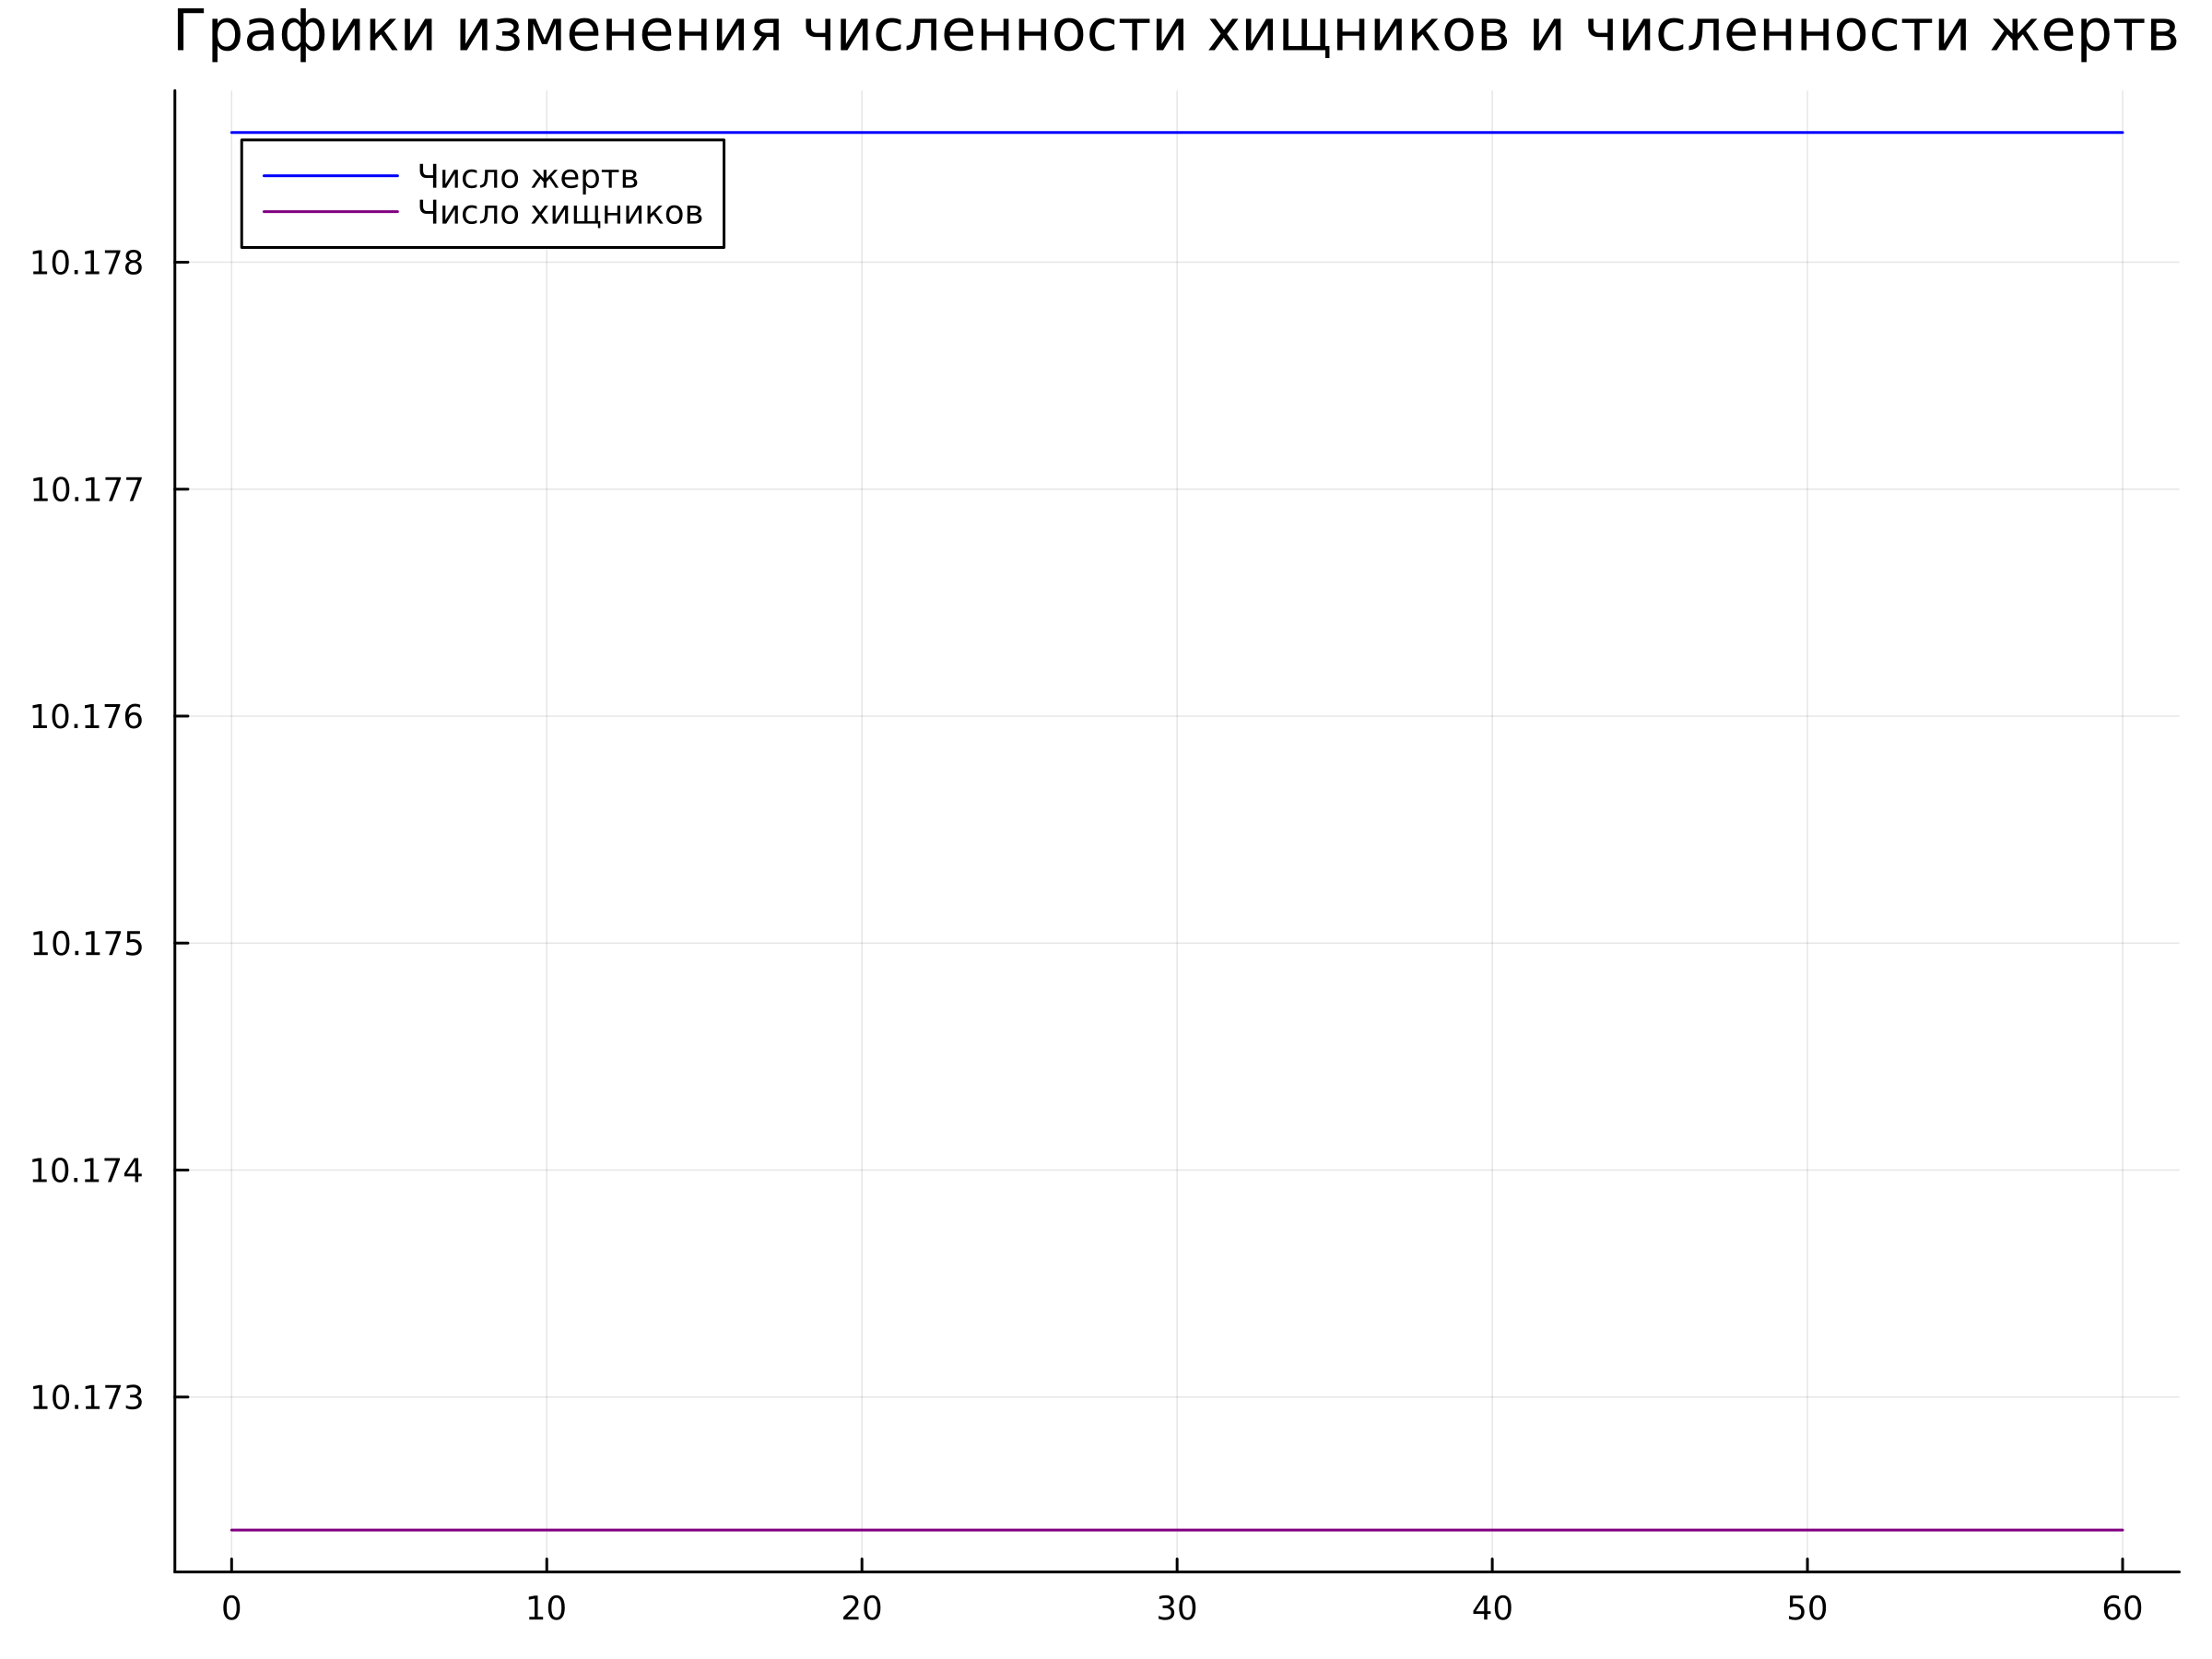 Графики изменения численности хищников и численности жертв
Число жертв
Число хищников
10.178
10.177
10.176
10.175
10.174
10.173
0 10 20 30 40 50 60